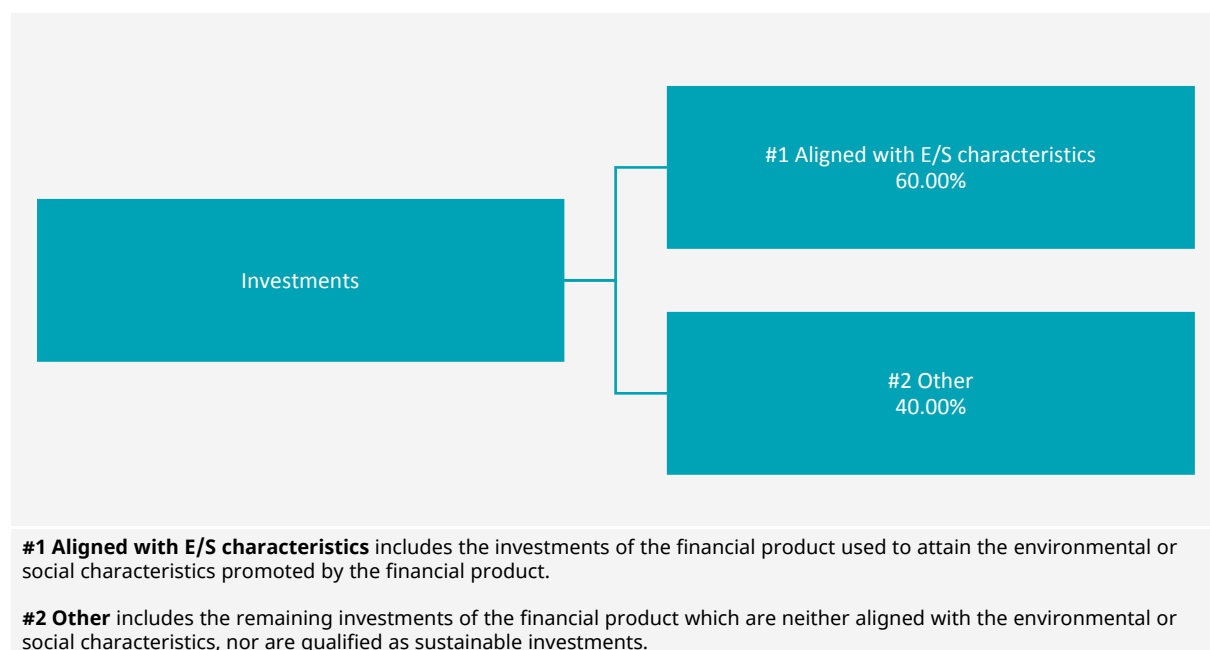 #1 Aligned with E/S characteristics
60.00%
Investments
#2 Other
40.00%
#1 Aligned with E/S characteristics includes the investments of the financial product used to attain the environmental or
social characteristics promoted by the financial product.
#2 Other includes the remaining investments of the financial product which are neither aligned with the environmental or
social characteristics, nor are qualified as sustainable investments.